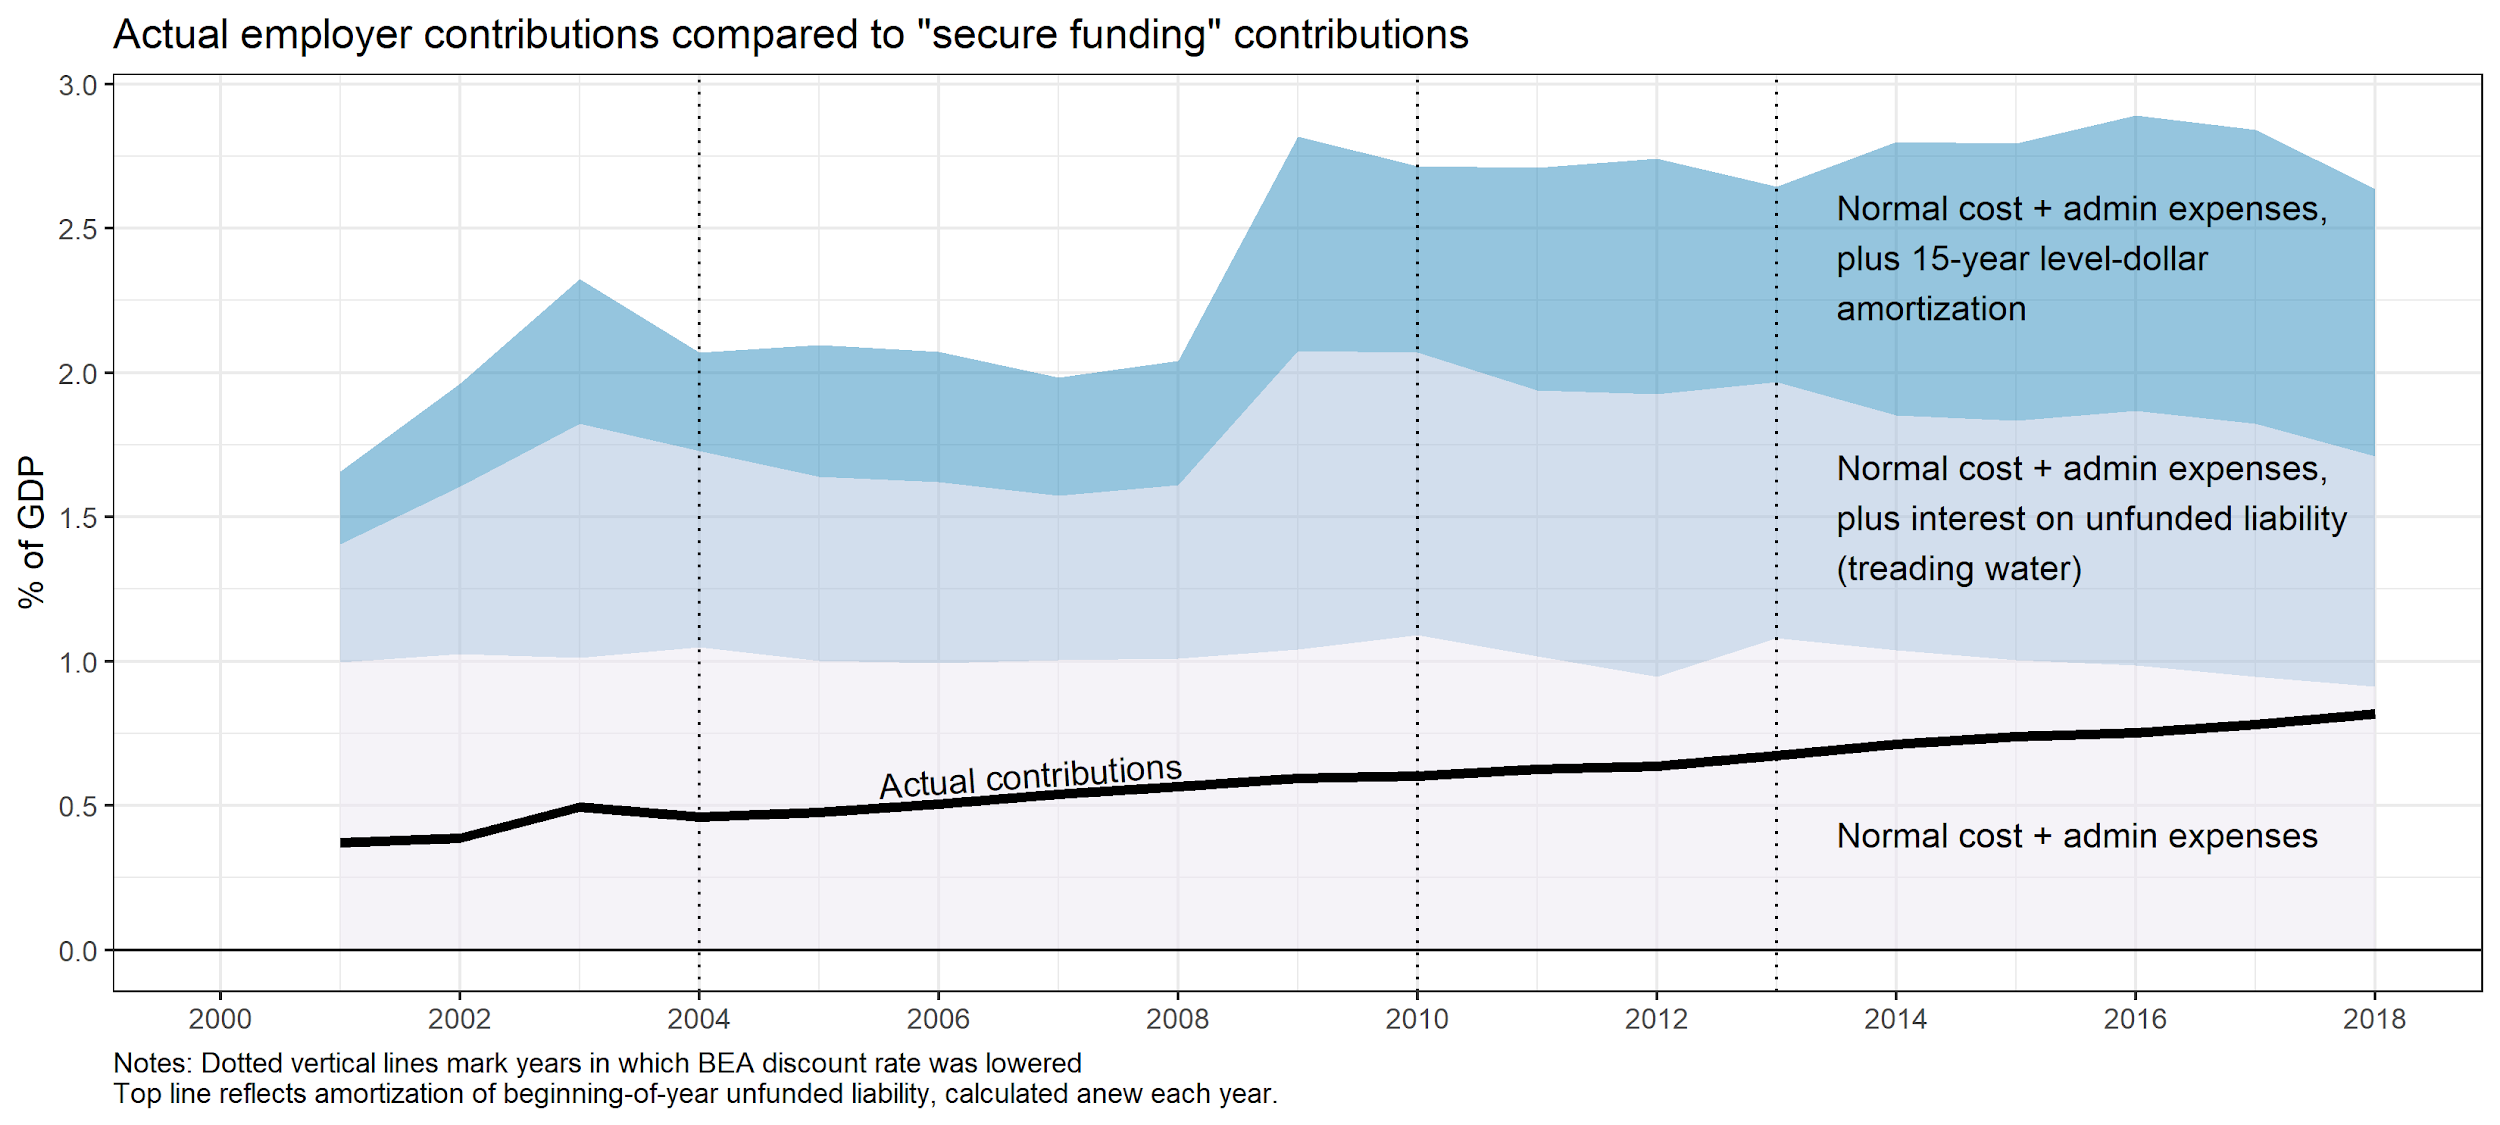 Actual employer contributions compared to "secure funding" contributions
3.0
2.5
2.0
1.5
1.0
0.5
0.0
% of GDP
Normal cost + admin expenses,
plus 15-year level-dollar
amortization
Normal cost + admin expenses,
plus interest on unfunded liability
(treading water)
Actual contributions
Normal cost + admin expenses
2000 2002 2004 2006 2008 2010 2012 2014 2016 2018
Notes: Dotted vertical lines mark years in which BEA discount rate was lowered
Top line reflects amortization of beginning-of-year unfunded liability, calculated anew each year.